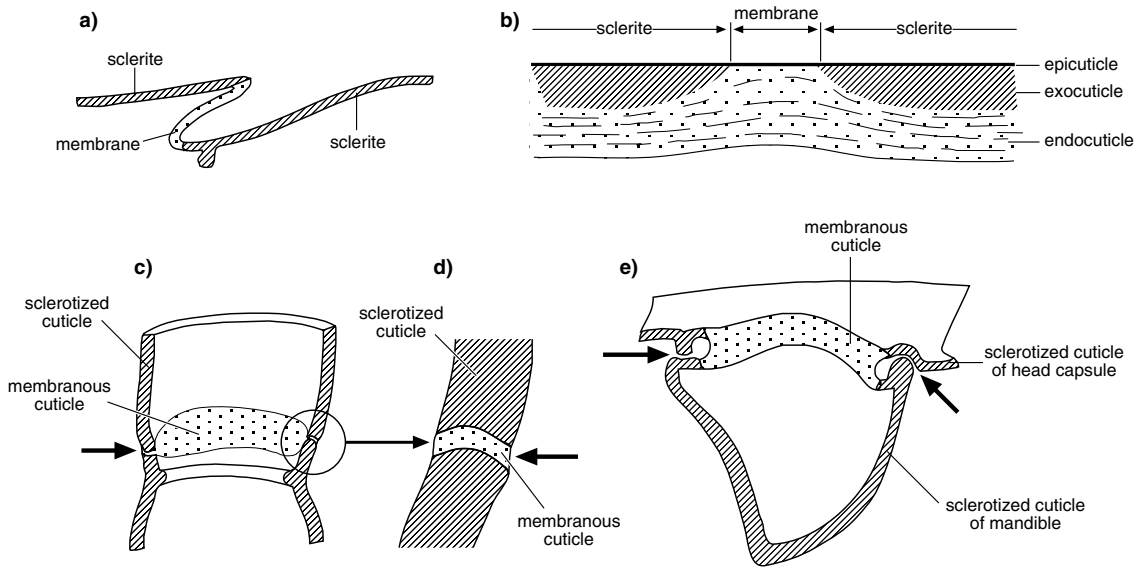 a)
sclerite
membrane
sclerite
b)
sclerite
membrane
sclerite
epicuticle
exocuticle
endocuticle
c)
sclerotized
cuticle
membranous
cuticle
d)
sclerotized
cuticle
membranous
cuticle
e)
membranous
cuticle
sclerotized cuticle
of head capsule
sclerotized cuticle
of mandible